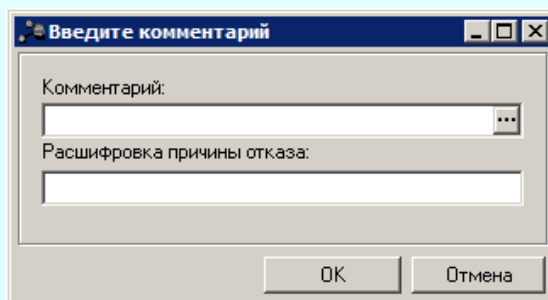 Введите комментарий
Комментарий:
...
Расшифровка причины отказа:
OK
Отмена